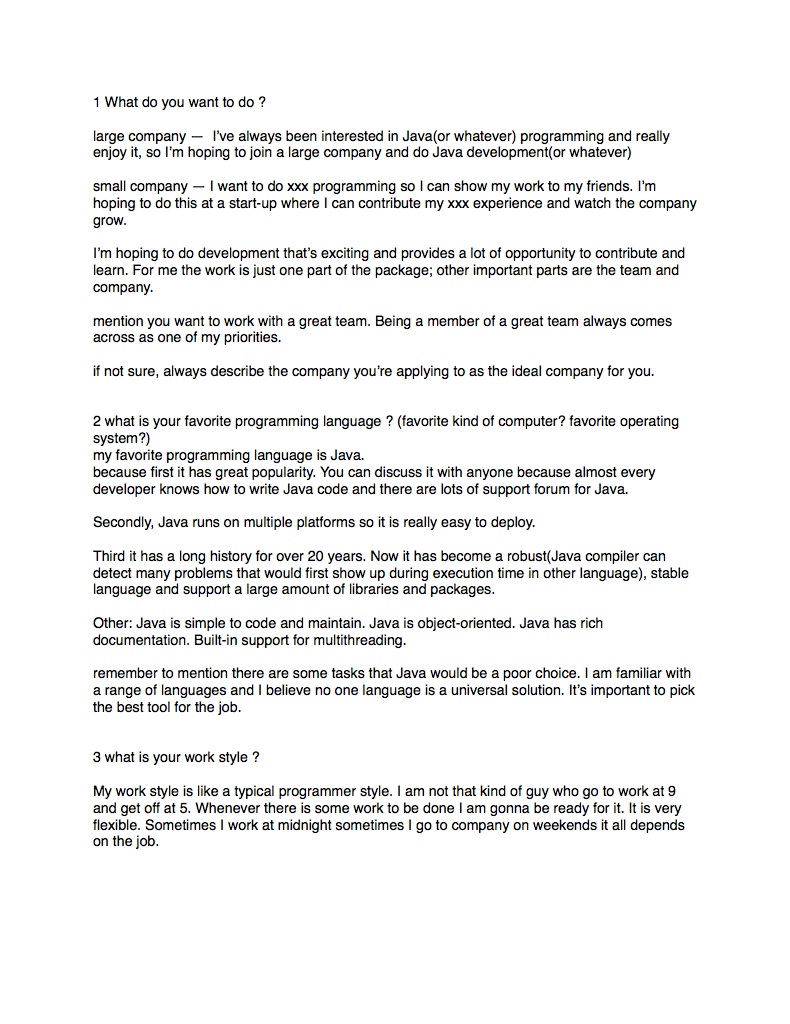 1 What do you want to do ?
large company —  I've always been interested in Java(or whatever) programming and really
enjoy it, so I'm hoping to join a large company and do Java development(or whatever)
small company — I want to do xxx programming so I can show my work to my friends. I'm
hoping to do this at a start-up where I can contribute my xxx experience and watch the company
grow.
I'm hoping to do development that's exciting and provides a lot of opportunity to contribute and
learn. For me the work is just one part of the package; other important parts are the team and
company.
mention you want to work with a great team. Being a member of a great team always comes
across as one of my priorities.
if not sure, always describe the company you're applying to as the ideal company for you.
2 what is your favorite programming language ? (favorite kind of computer? favorite operating
system?)
my favorite programming language is Java.
because first it has great popularity. You can discuss it with anyone because almost every
developer knows how to write Java code and there are lots of support forum for Java.
Secondly, Java runs on multiple platforms so it is really easy to deploy.
Third it has a long history for over 20 years. Now it has become a robust(Java compiler can
detect many problems that would first show up during execution time in other language), stable
language and support a large amount of libraries and packages.
Other: Java is simple to code and maintain. Java is object-oriented. Java has rich
documentation. Built-in support for multithreading.
remember to mention there are some tasks that Java would be a poor choice. I am familiar with
a range of languages and I believe no one language is a universal solution. It's important to pick
the best tool for the job.
3 what is your work style ?
My work style is like a typical programmer style. I am not that kind of guy who go to work at 9
and get off at 5. Whenever there is some work to be done I am gonna be ready for it. It is very
flexible. Sometimes I work at midnight sometimes I go to company on weekends it all depends
on the job.